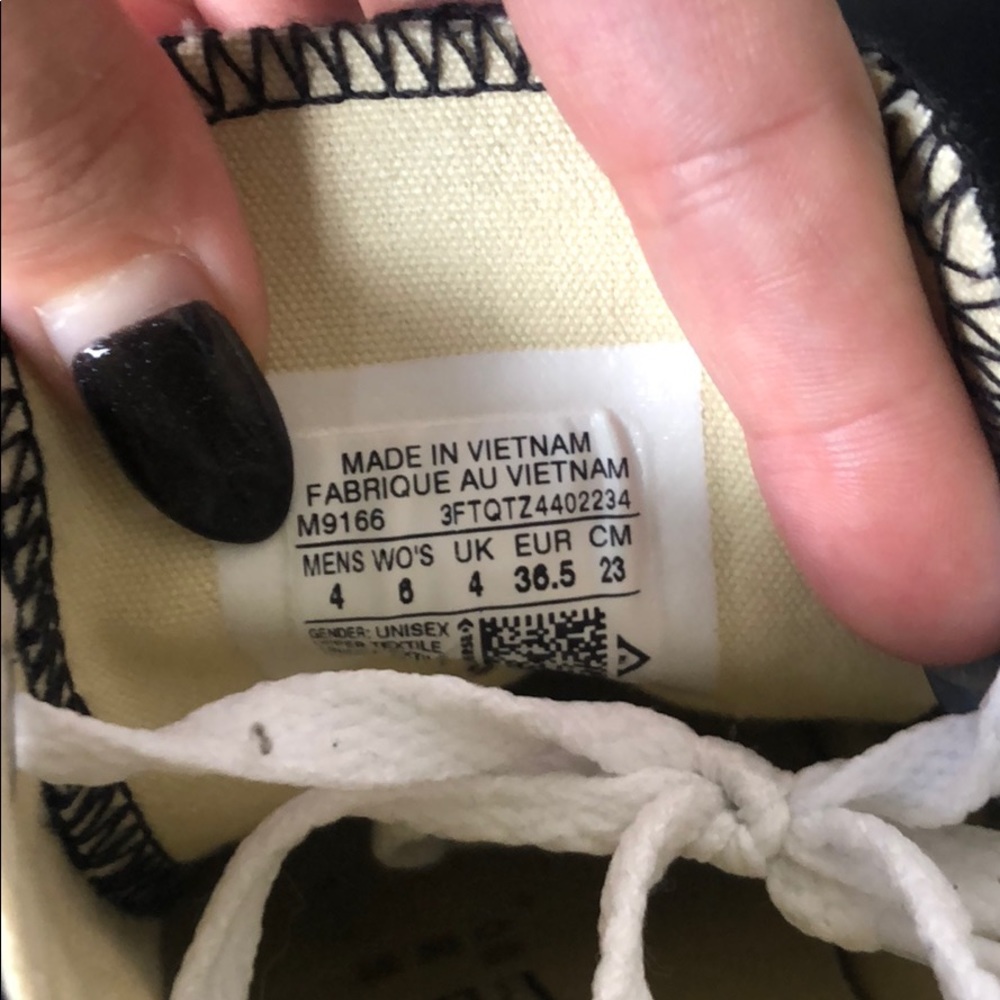 MADE IN VIETNAM
FABRIQUE AU VIETNAM
M9166 3FTQTZ4402234
MENS WO'S UK EUR CM
4 6 4 36.5 23
GENDER: UNISEX
TEXTILE